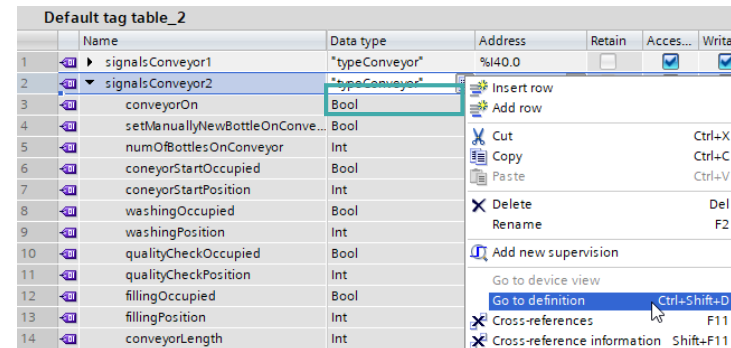 Default tag table_2
Name Data type Address Retain Acces... Writa
1 signalsConveyor1 "typeConveyor" %I40.0
2 signalsConveyor2 "typeConveyor"
3 conveyorOn Bool
4 setManuallyNewBottleOnConve... Bool
5 numOfBottlesOnConveyor Int
6 coneyorStartOccupied Bool
7 coneyorStartPosition Int
8 washingOccupied Bool
9 washingPosition Int
10 qualityCheckOccupied Bool
11 qualityCheckPosition Int
12 fillingOccupied Bool
13 fillingPosition Int
14 conveyorLength Int
Insert row
Add row
Cut Ctrl+X
Copy Ctrl+C
Paste Ctrl+V
Delete Del
Rename F2
Add new supervision
Go to device view
Go to definition Ctrl+Shift+D
Cross-references F11
Cross-reference information Shift+F11